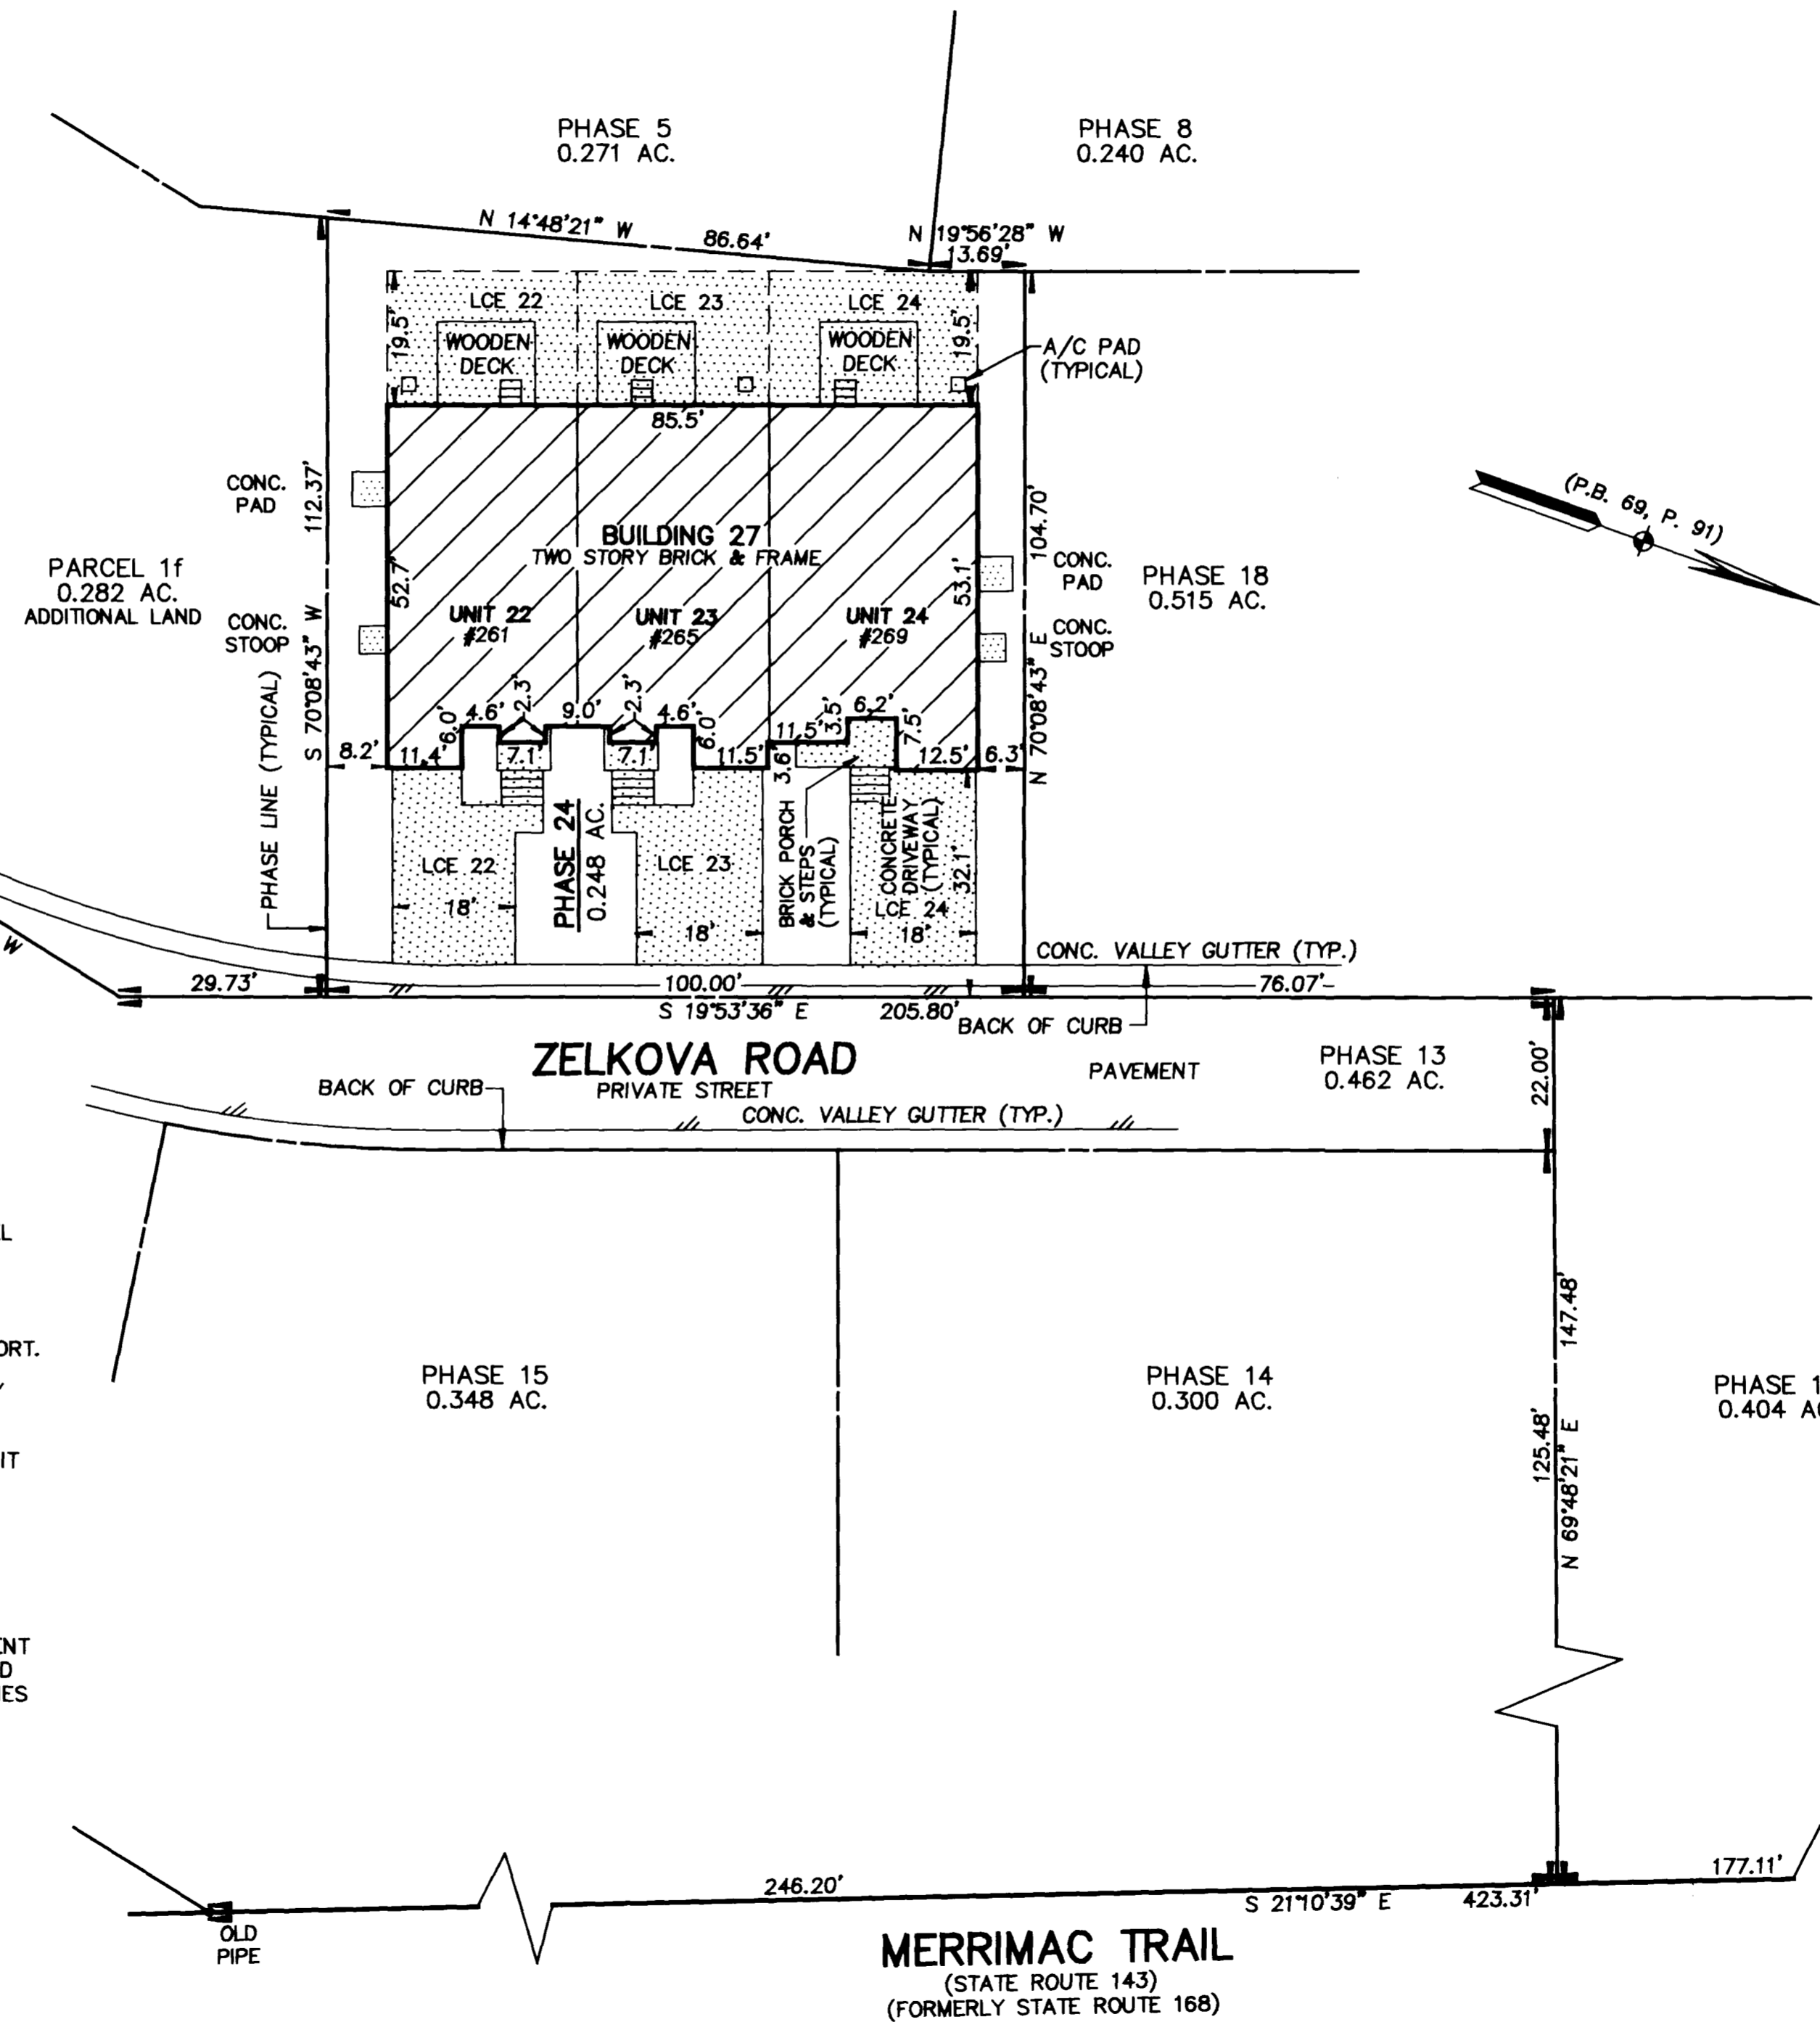 PHASE 5
0.271 AC.
PHASE 8
0.240 AC.
N 14°48'21" W
86.64'
N 19°56'28" W
13.69'
LCE 22
LCE 23
LCE 24
19.5'
19.5'
WOODEN
DECK
WOODEN
DECK
WOODEN
DECK
A/C PAD
(TYPICAL)
85.5'
CONC.
PAD
112.37'
104.70'
(P.B. 69, P. 91)
BUILDING 27
TWO STORY BRICK & FRAME
PARCEL 1f
0.282 AC.
ADDITIONAL LAND
52.7'
53.1'
CONC.
PAD
PHASE 18
0.515 AC.
CONC.
STOOP
UNIT 22
#261
UNIT 23
#265
UNIT 24
#269
CONC.
STOOP
S 70°08'43" W
N 70°08'43" E
PHASE LINE (TYPICAL)
8.2'
11.4'
6.0'
4.6'
2.3'
7.1'
9.0'
2.3'
7.1'
4.6'
6.0'
11.5'
3.6'
11.5'
3.5'
6.2'
7.5'
12.5'
6.3'
LCE 22
18'
PHASE 24
0.248 AC.
LCE 23
18'
BRICK PORCH
& STEPS
(TYPICAL)
CONCRETE
DRIVEWAY
(TYPICAL)
32.1'
LCE 24
18'
W
CONC. VALLEY GUTTER (TYP.)
29.73'
100.00'
76.07'
S 19°53'36" E
205.80'
BACK OF CURB
ZELKOVA ROAD
PRIVATE STREET
PAVEMENT
PHASE 13
0.462 AC.
22.00'
BACK OF CURB
CONC. VALLEY GUTTER (TYP.)
L
ORT.
IT
ENT
D
IES
PHASE 15
0.348 AC.
PHASE 14
0.300 AC.
PHASE 1
0.404 AC
147.48'
125.48'
N 69°48'21" E
246.20'
S 21°10'39" E
423.31'
177.11'
OLD
PIPE
MERRIMAC TRAIL
(STATE ROUTE 143)
(FORMERLY STATE ROUTE 168)